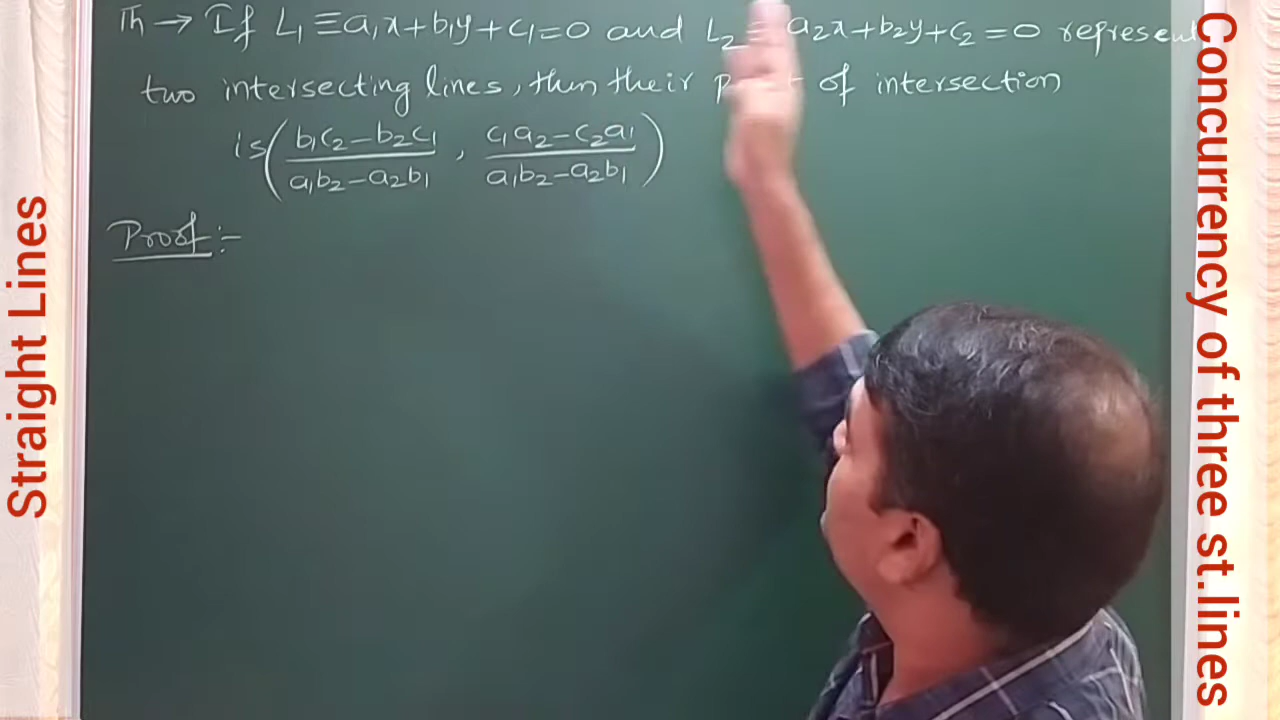 Th → If L₁ ≡ a₁x + b₁y + c₁ = 0 and L₂ ≡ a₂x + b₂y + c₂ = 0 represent
two intersecting lines, then their of intersection
is ( (b₁c₂ − b₂c₁)/(a₁b₂ − a₂b₁) , (c₁a₂ − c₂a₁)/(a₁b₂ − a₂b₁) )
Proof :-
Straight Lines
Concurrency of three st.lines